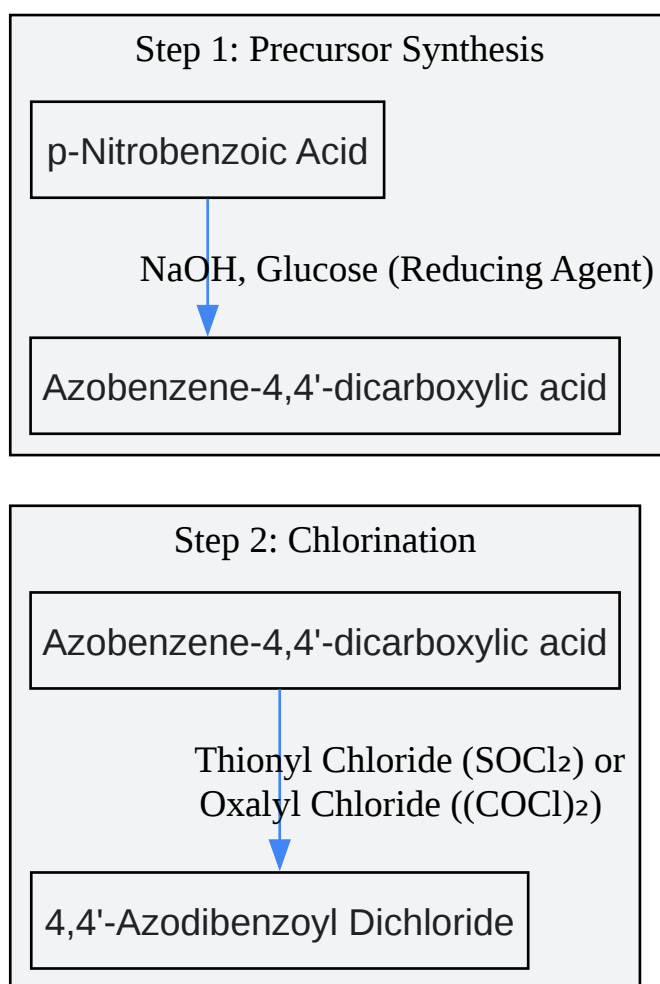 Step 1: Precursor Synthesis
p-Nitrobenzoic Acid
NaOH, Glucose (Reducing Agent)
Azobenzene-4,4'-dicarboxylic acid
Step 2: Chlorination
Azobenzene-4,4'-dicarboxylic acid
Thionyl Chloride (SOCl₂) or
Oxalyl Chloride ((COCl)₂)
4,4'-Azodibenzoyl Dichloride